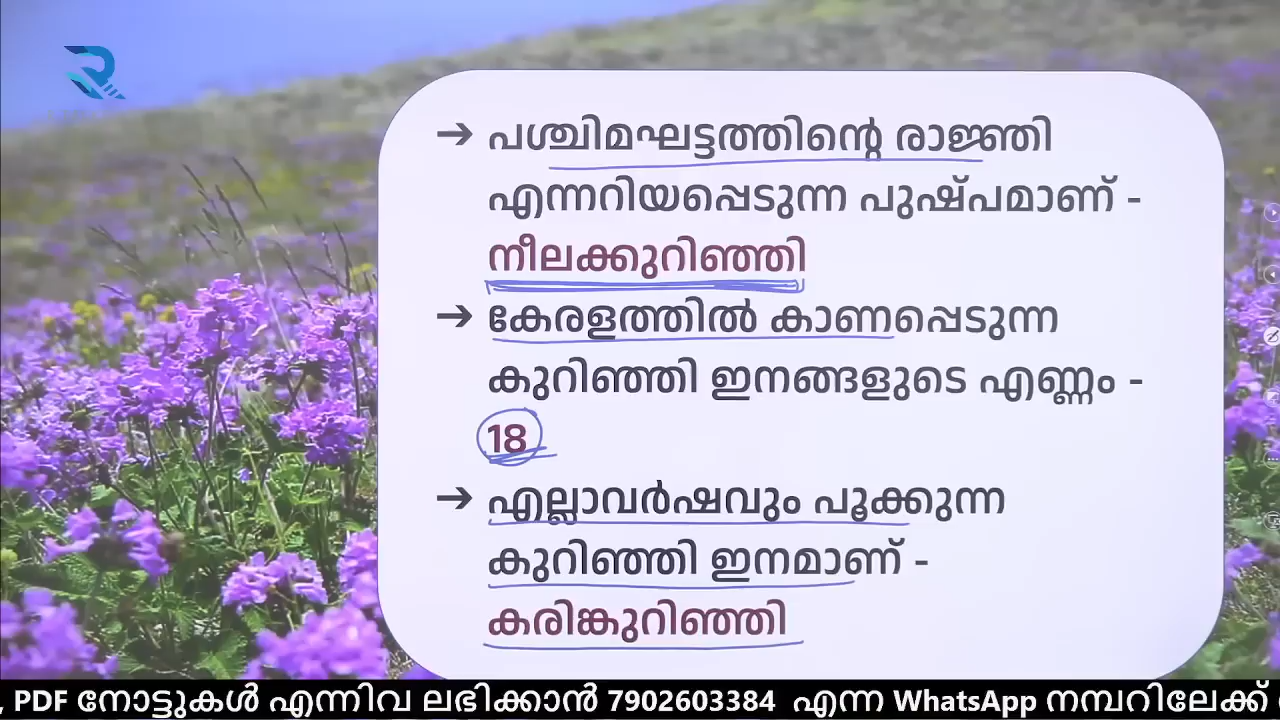 → പശ്ചിമഘട്ടത്തിന്റെ രാജ്ഞി
എന്നറിയപ്പെടുന്ന പുഷ്പമാണ് -
നീലക്കുറിഞ്ഞി
→ കേരളത്തിൽ കാണപ്പെടുന്ന
കുറിഞ്ഞി ഇനങ്ങളുടെ എണ്ണം -
18
→ എല്ലാവർഷവും പൂക്കുന്ന
കുറിഞ്ഞി ഇനമാണ് -
കരിങ്കുറിഞ്ഞി
, PDF നോട്ടുകൾ എന്നിവ ലഭിക്കാൻ 7902603384 എന്ന WhatsApp നമ്പറിലേക്ക്